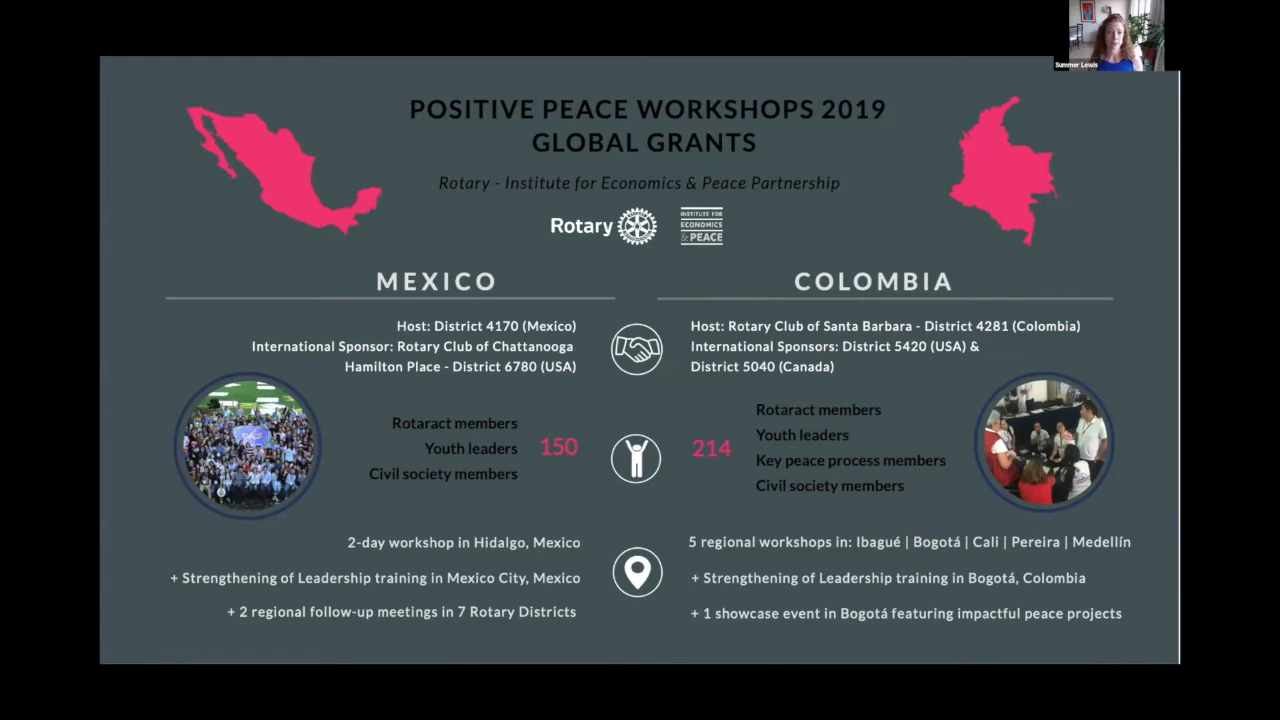 Summer Lewis
POSITIVE PEACE WORKSHOPS 2019
GLOBAL GRANTS
Rotary - Institute for Economics & Peace Partnership
Rotary
INSTITUTE FOR
ECONOMICS
& PEACE
MEXICO
Host: District 4170 (Mexico)
International Sponsor: Rotary Club of Chattanooga
Hamilton Place - District 6780 (USA)
Rotaract members
Youth leaders
Civil society members
150
2-day workshop in Hidalgo, Mexico
+ Strengthening of Leadership training in Mexico City, Mexico
+ 2 regional follow-up meetings in 7 Rotary Districts
COLOMBIA
Host: Rotary Club of Santa Barbara - District 4281 (Colombia)
International Sponsors: District 5420 (USA) &
District 5040 (Canada)
214
Rotaract members
Youth leaders
Key peace process members
Civil society members
5 regional workshops in: Ibagué | Bogotá | Cali | Pereira | Medellín
+ Strengthening of Leadership training in Bogotá, Colombia
+ 1 showcase event in Bogotá featuring impactful peace projects